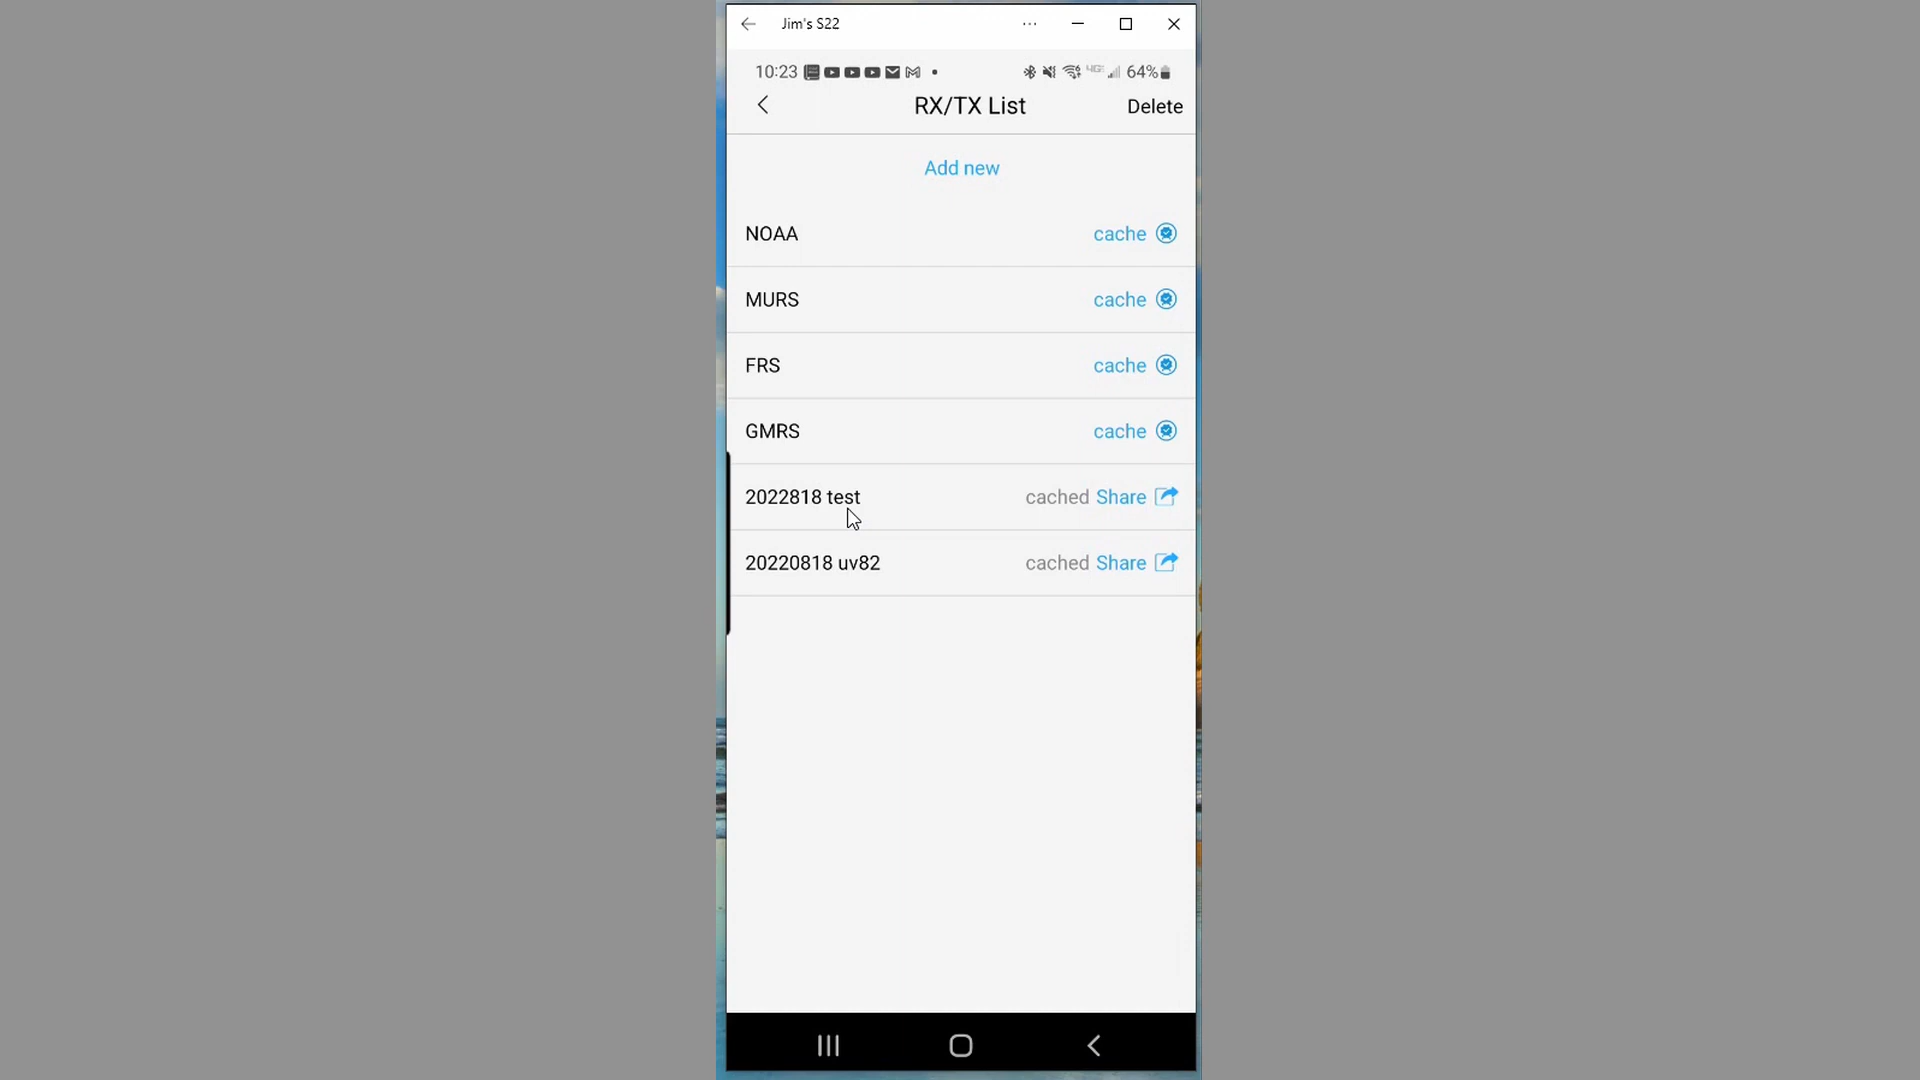 Jim's S22
10:23 64%
RX/TX List Delete
Add new
NOAA cache
MURS cache
FRS cache
GMRS cache
2022818 test cached Share
20220818 uv82 cached Share